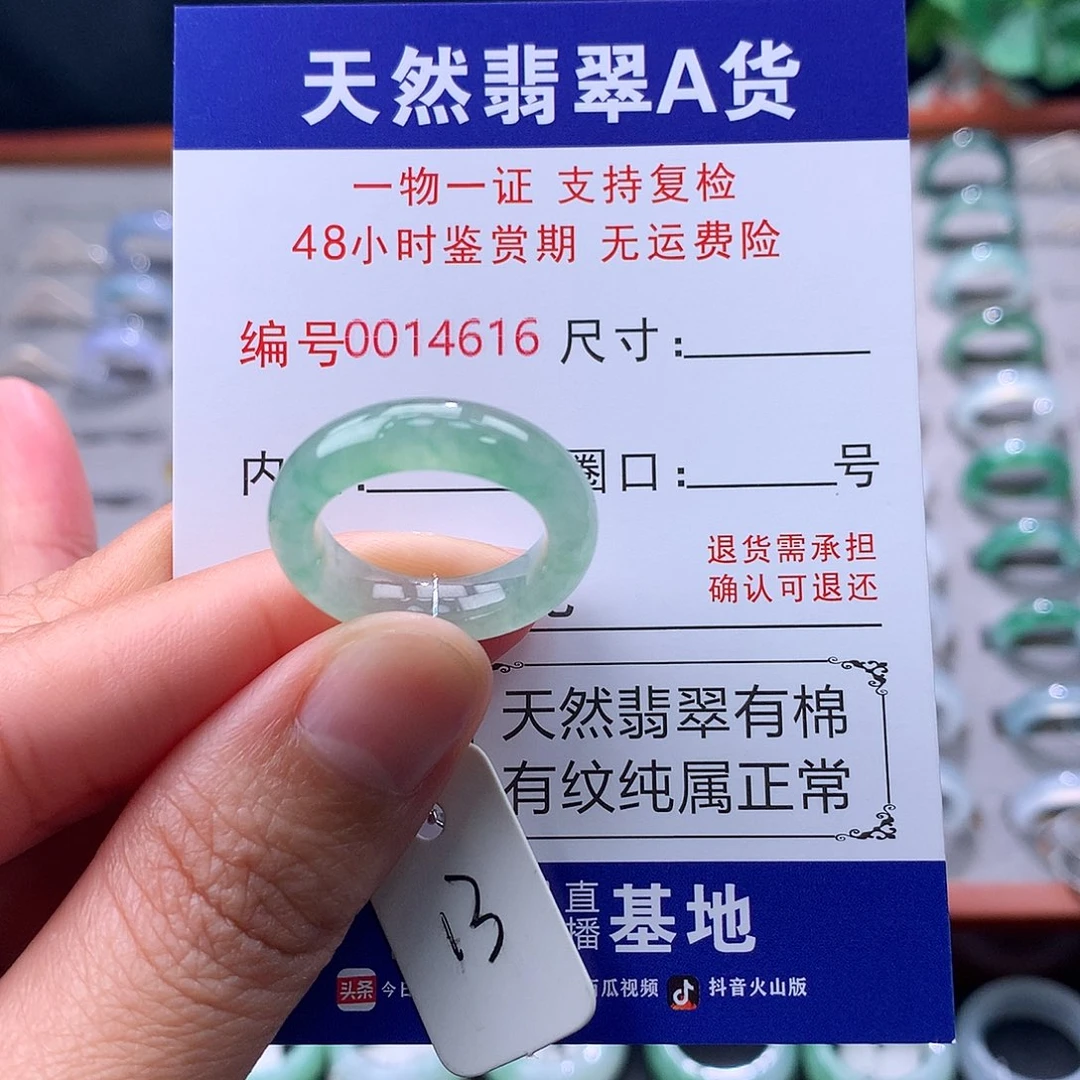 天然翡翠A货
一物一证 支持复检
48小时鉴赏期 无运费险
编号0014616 尺寸:
内 圈口: 号
退货需承担
确认可退还
天然翡翠有棉
有纹纯属正常
直播基地
头条 今日 西瓜视频 抖音火山版
13